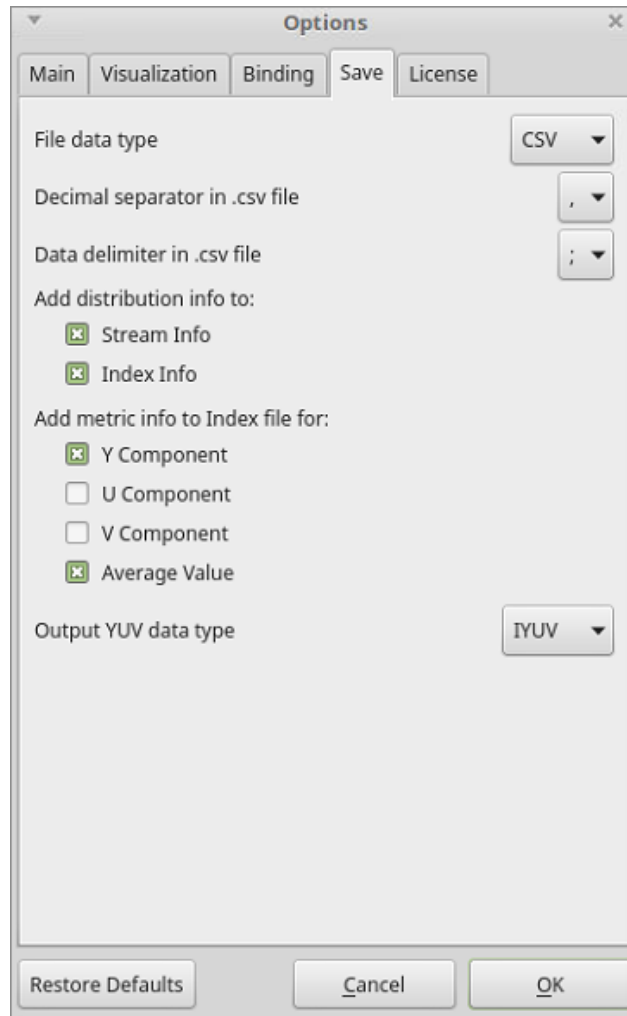 Options
Main Visualization Binding Save License
File data type CSV
Decimal separator in .csv file ,
Data delimiter in .csv file ;
Add distribution info to:
Stream Info
Index Info
Add metric info to Index file for:
Y Component
U Component
V Component
Average Value
Output YUV data type IYUV
Restore Defaults Cancel OK